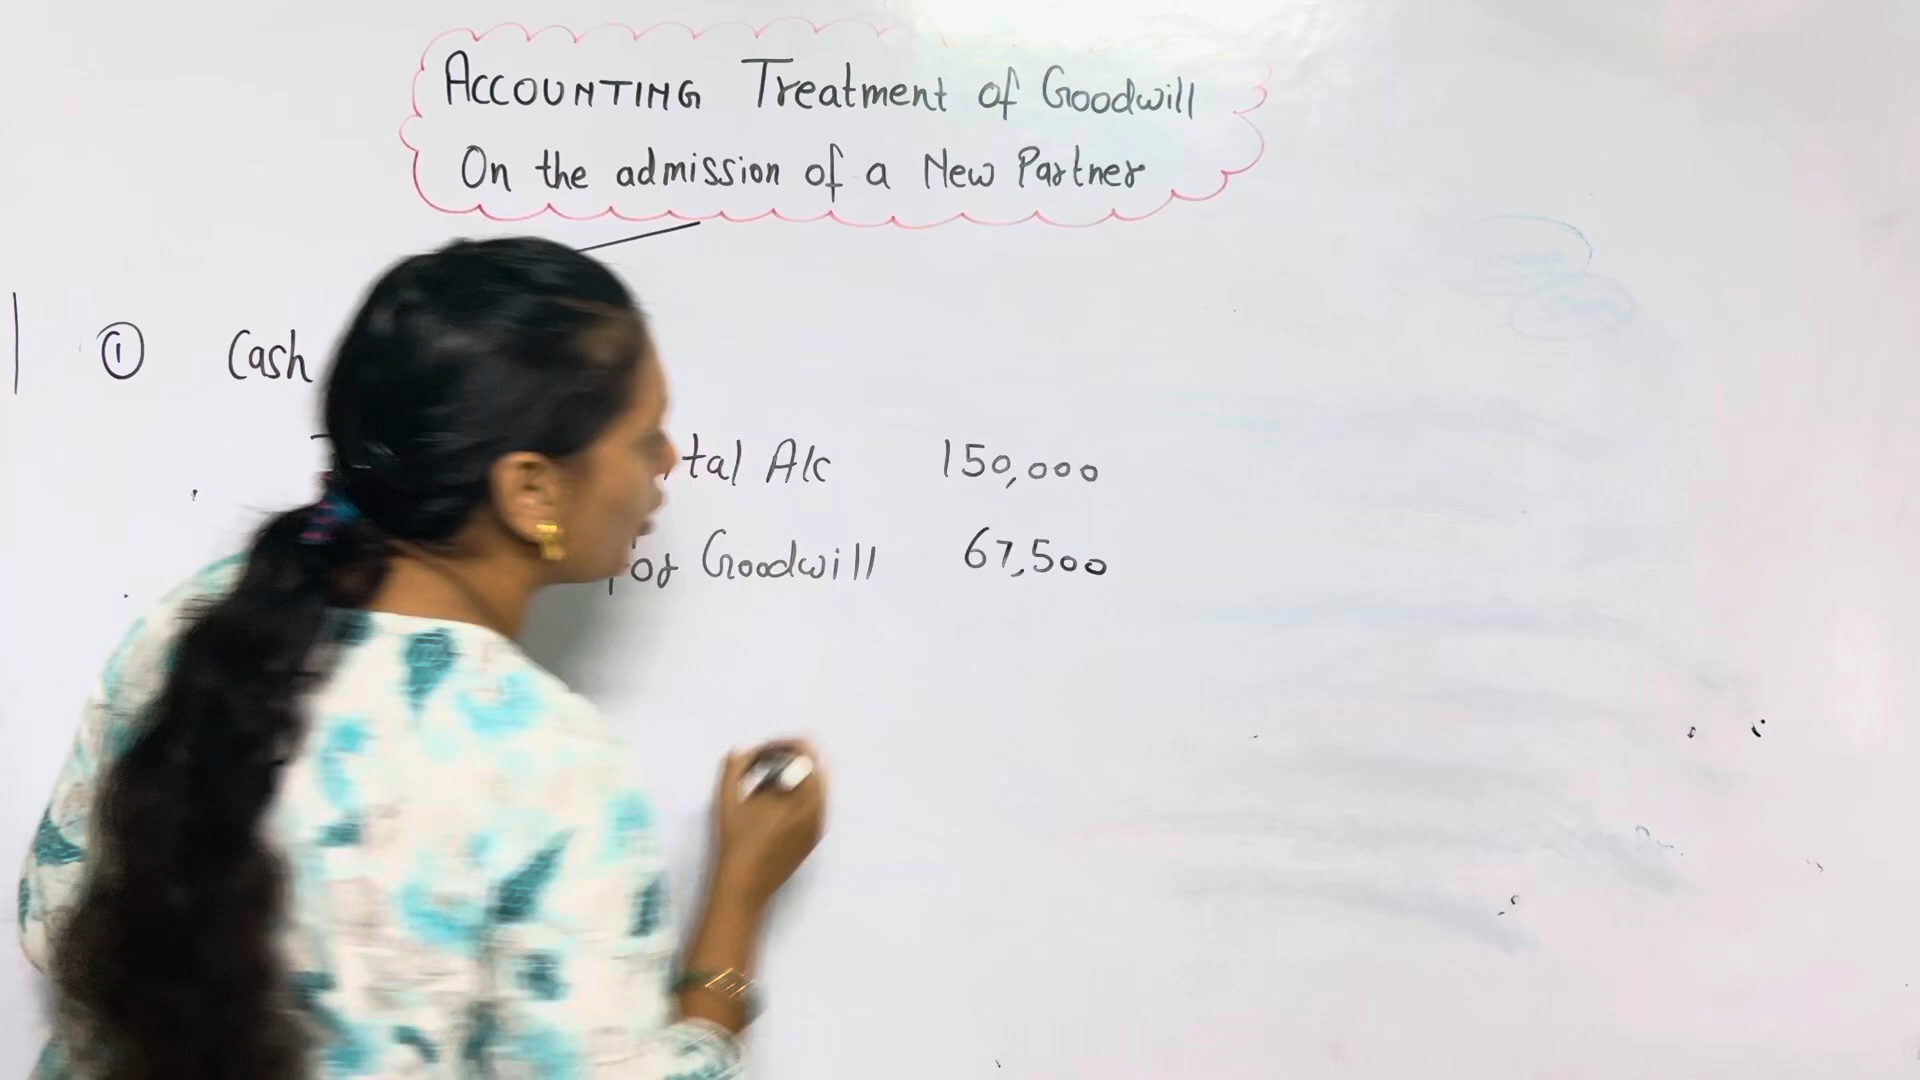 ACCOUNTING Treatment of Goodwill
On the admission of a New Partner
① Cash
tal A/c 150,000
for Goodwill 67,500